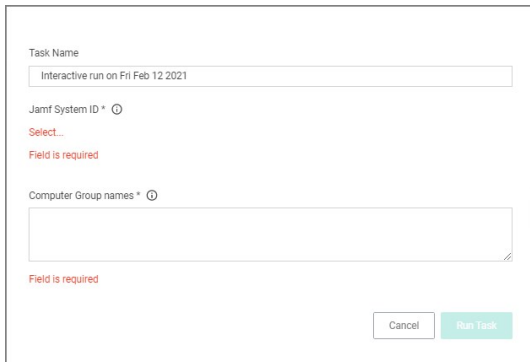 Task Name
Interactive run on Fri Feb 12 2021
Jamf System ID *
Select...
Field is required
Computer Group names *
Field is required
Cancel
Run Task